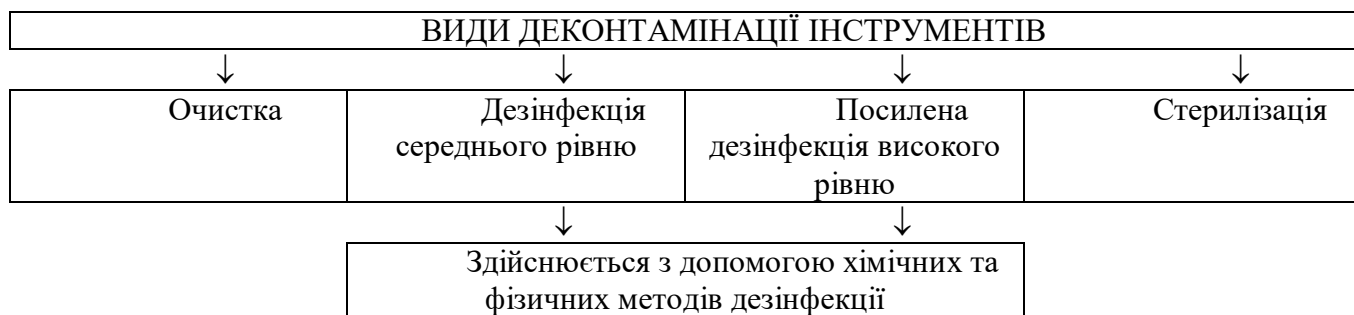 ВИДИ ДЕКОНТАМІНАЦІЇ ІНСТРУМЕНТІВ
↓ ↓ ↓ ↓
Очистка
Дезінфекція
середнього рівню
Посилена
дезінфекція високого
рівню
Стерилізація
↓ ↓
Здійснюється з допомогою хімічних та
фізичних методів дезінфекції